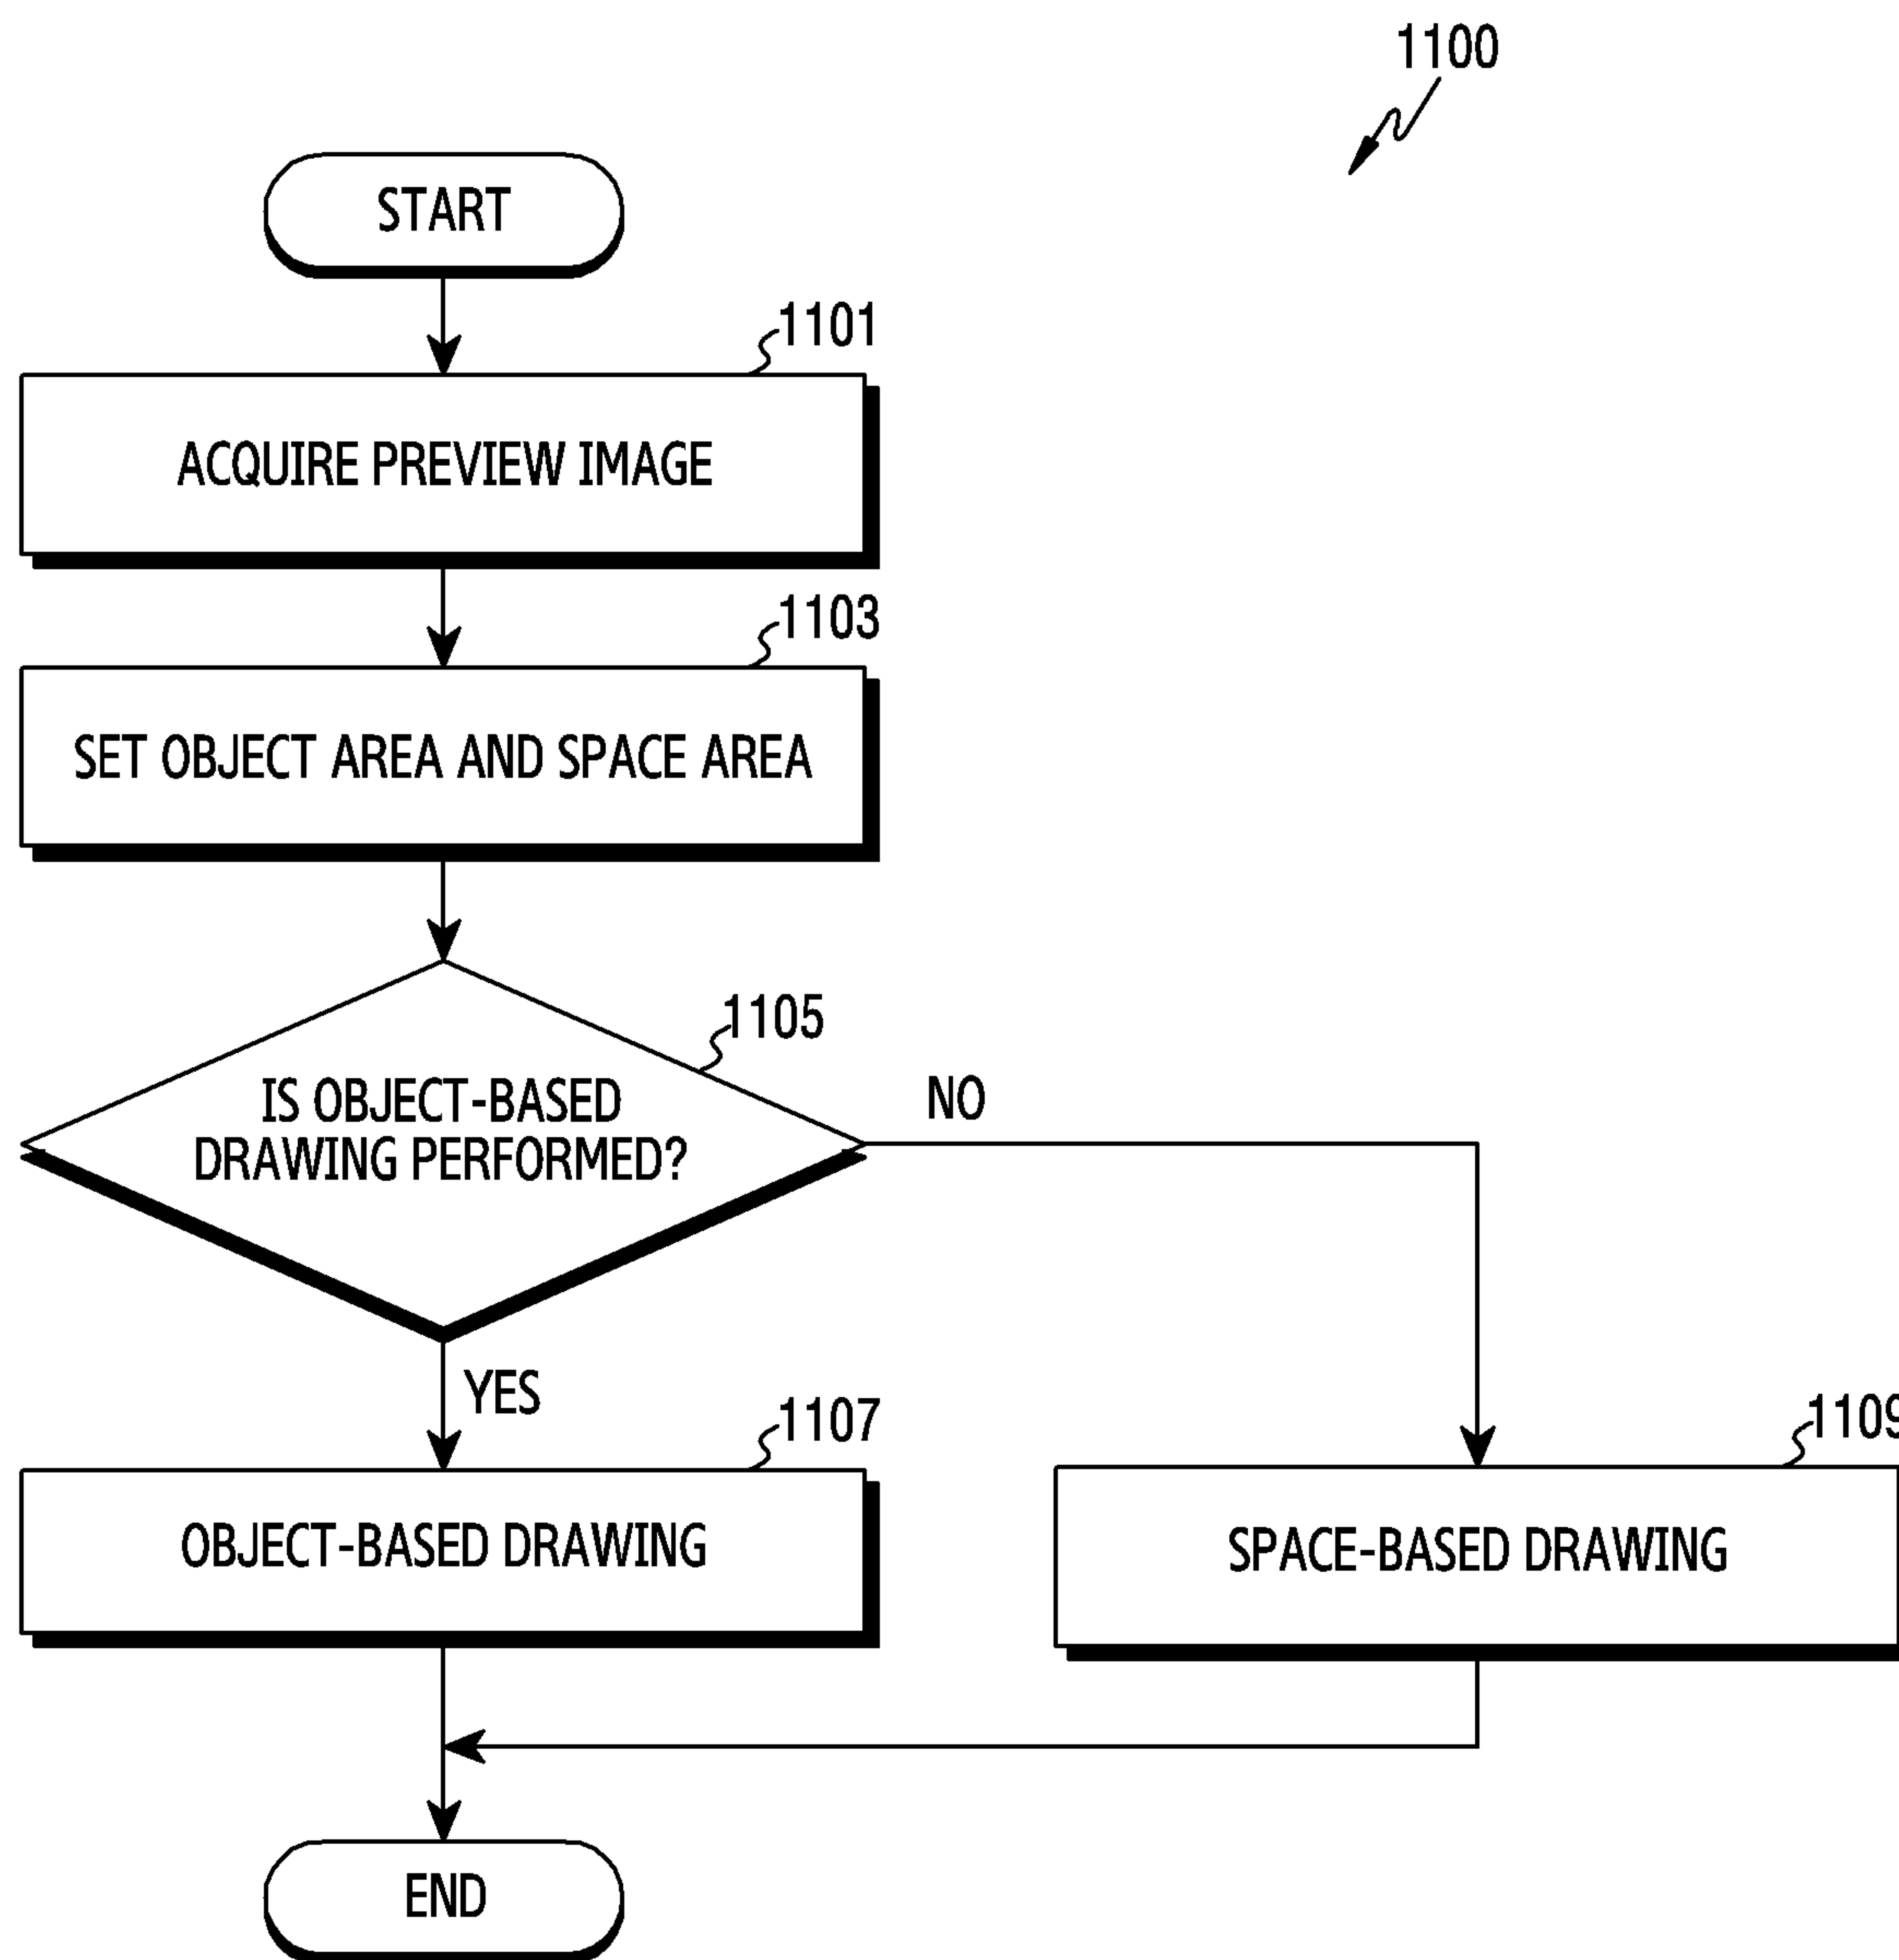 1100
START
1101
ACQUIRE PREVIEW IMAGE
1103
SET OBJECT AREA AND SPACE AREA
1105
IS OBJECT-BASED
DRAWING PERFORMED?
NO
YES
1107
OBJECT-BASED DRAWING
1109
SPACE-BASED DRAWING
END